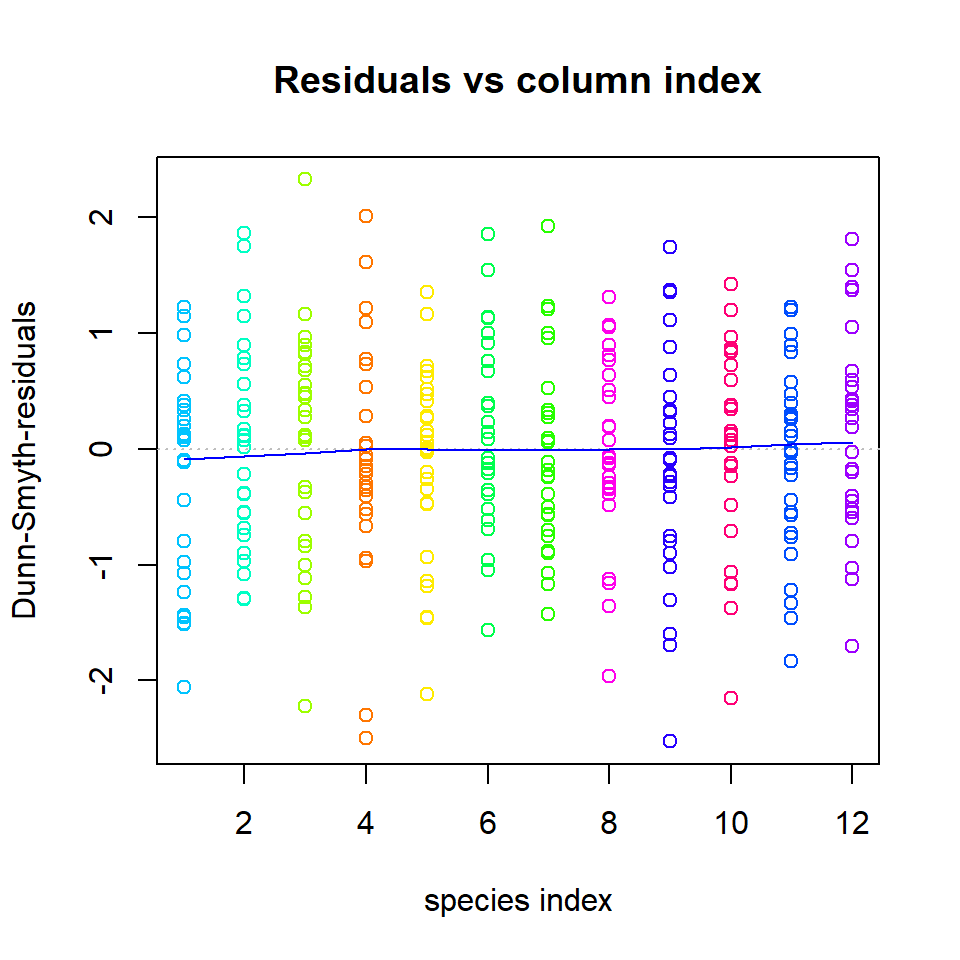 Residuals vs column index
Dunn-Smyth-residuals
2
1
0
-1
-2
2 4 6 8 10 12
species index